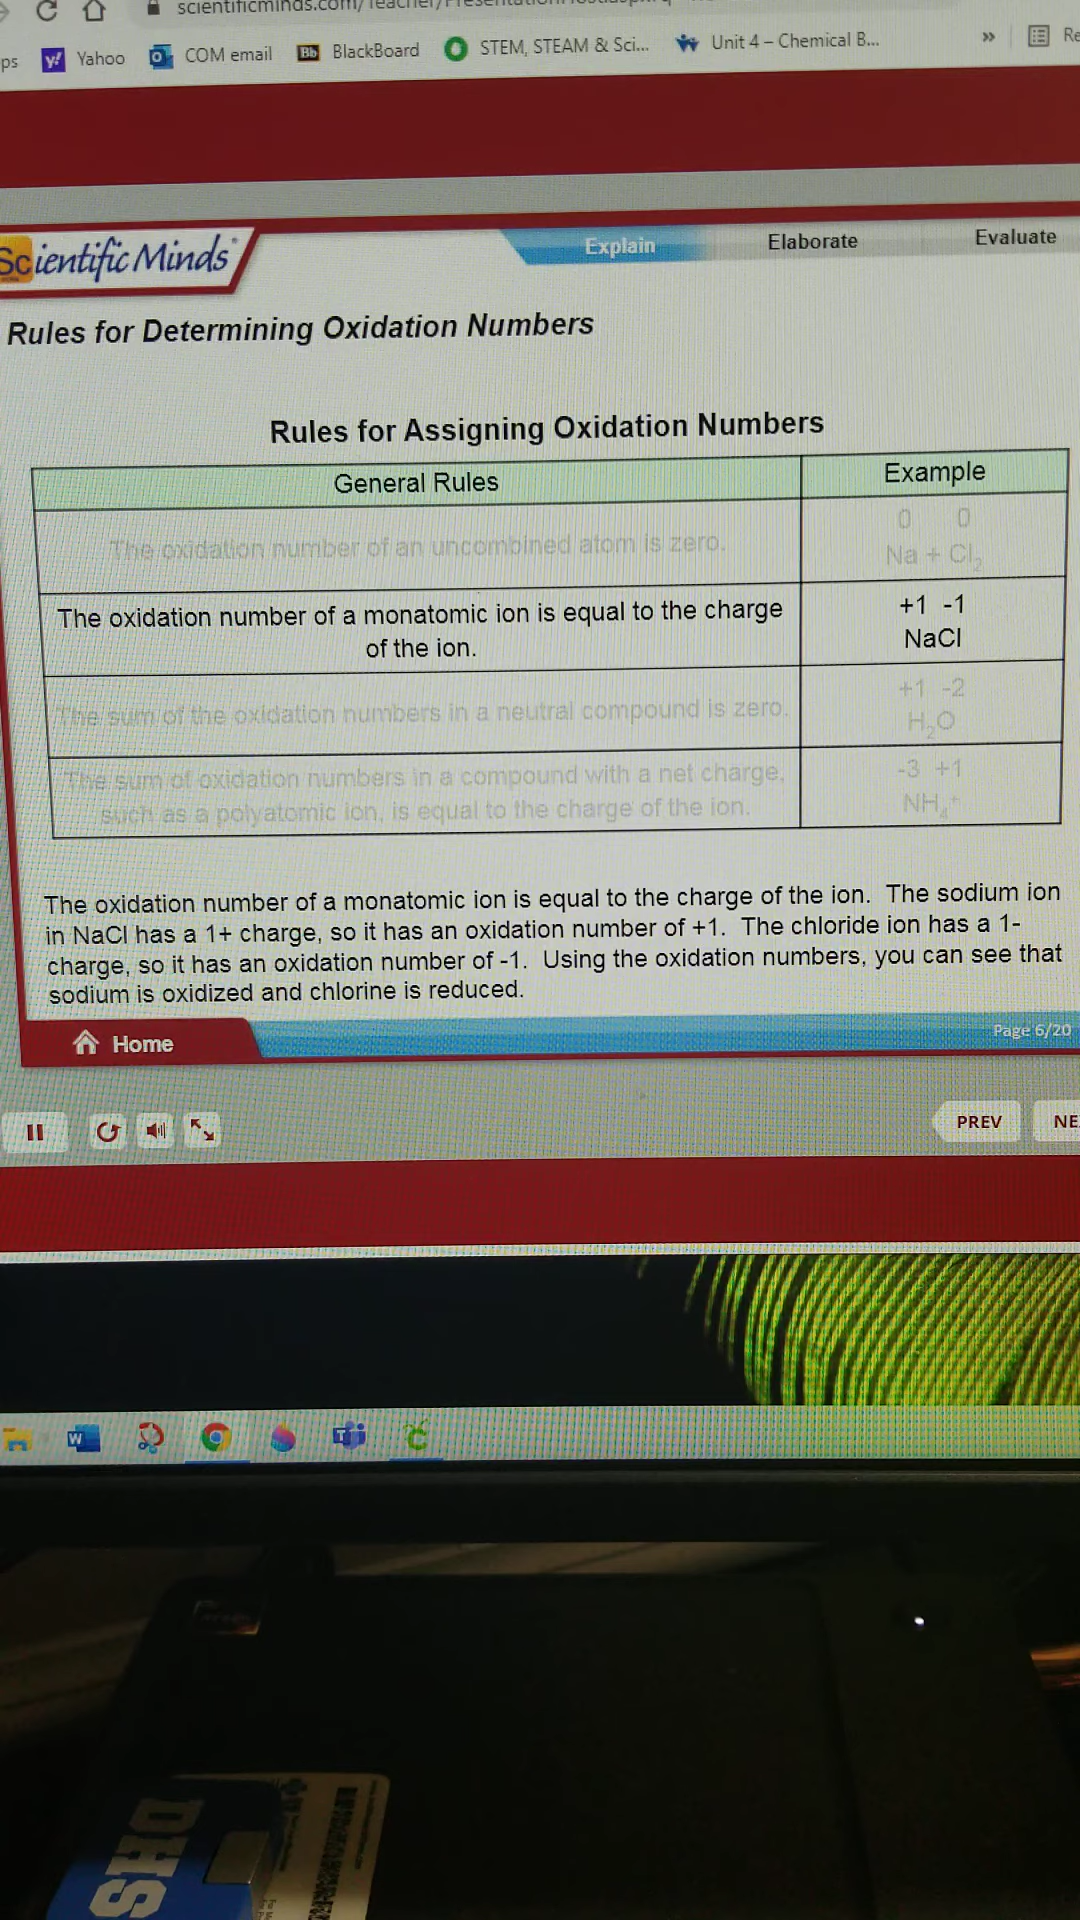 scientificminds.com/Teacher/
ps Yahoo COM email Bb BlackBoard STEM, STEAM & Sci... Unit 4 – Chemical B... » Re
Scientific Minds
Explain Elaborate Evaluate
Rules for Determining Oxidation Numbers
Rules for Assigning Oxidation Numbers
General Rules Example
The oxidation number of an uncombined atom is zero. 0 0
Na + Cl₂
The oxidation number of a monatomic ion is equal to the charge +1 -1
of the ion. NaCl
The sum of the oxidation numbers in a neutral compound is zero. +1 -2
H₂O
The sum of oxidation numbers in a compound with a net charge, -3 +1
such as a polyatomic ion, is equal to the charge of the ion. NH₄⁺
The oxidation number of a monatomic ion is equal to the charge of the ion. The sodium ion
in NaCl has a 1+ charge, so it has an oxidation number of +1. The chloride ion has a 1-
charge, so it has an oxidation number of -1. Using the oxidation numbers, you can see that
sodium is oxidized and chlorine is reduced.
Home Page 6/20
PREV NE
DHS